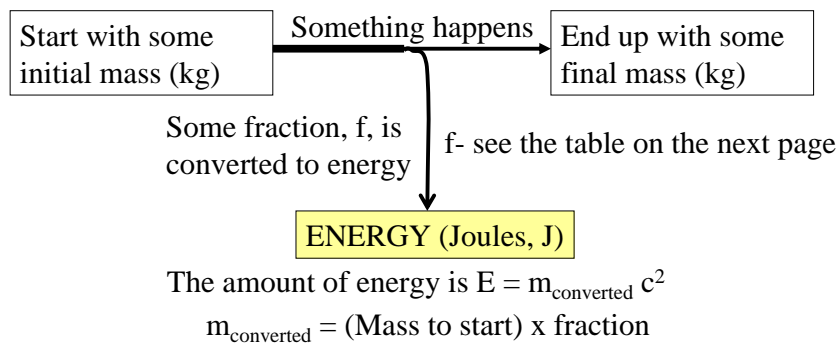 Start with some
initial mass (kg)
Something happens
End up with some
final mass (kg)
Some fraction, f, is
converted to energy
f- see the table on the next page
ENERGY (Joules, J)
The amount of energy is E = m_converted c²
m_converted = (Mass to start) x fraction